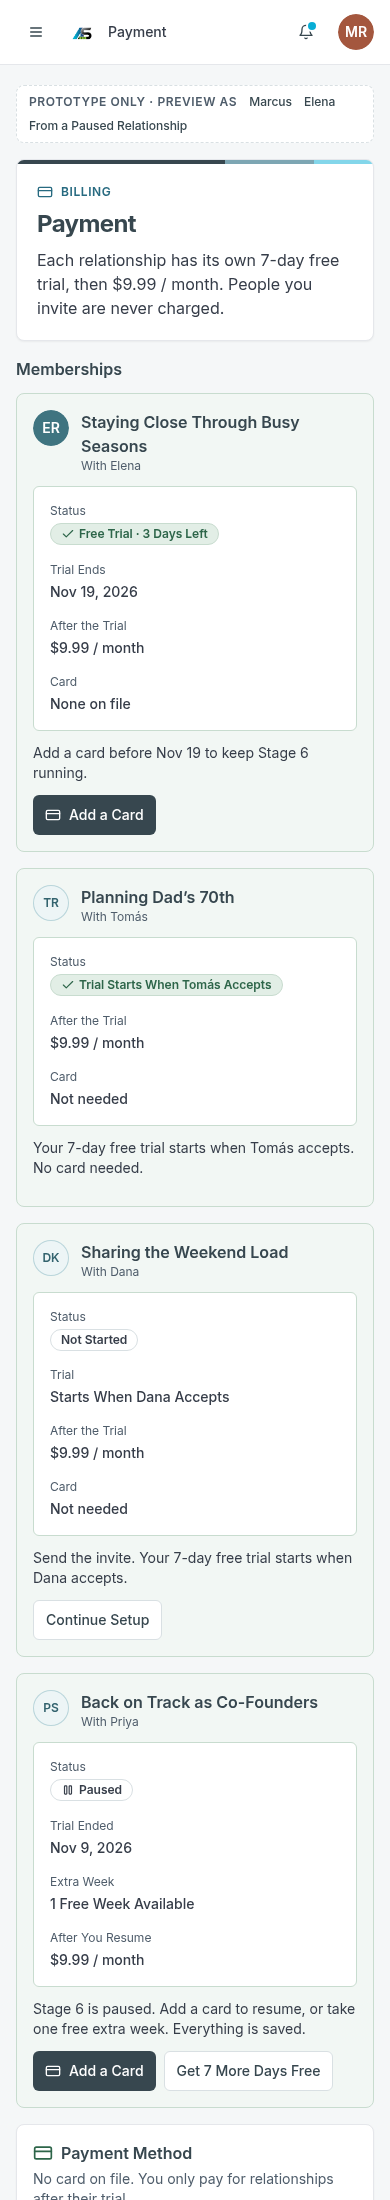 Payment
MR
PROTOTYPE ONLY · PREVIEW AS Marcus Elena
From a Paused Relationship
BILLING
Payment
Each relationship has its own 7-day free
trial, then $9.99 / month. People you
invite are never charged.
Memberships
ER
Staying Close Through Busy
Seasons
With Elena
Status
Free Trial · 3 Days Left
Trial Ends
Nov 19, 2026
After the Trial
$9.99 / month
Card
None on file
Add a card before Nov 19 to keep Stage 6
running.
Add a Card
TR
Planning Dad’s 70th
With Tomás
Status
Trial Starts When Tomás Accepts
After the Trial
$9.99 / month
Card
Not needed
Your 7-day free trial starts when Tomás accepts.
No card needed.
DK
Sharing the Weekend Load
With Dana
Status
Not Started
Trial
Starts When Dana Accepts
After the Trial
$9.99 / month
Card
Not needed
Send the invite. Your 7-day free trial starts when
Dana accepts.
Continue Setup
PS
Back on Track as Co-Founders
With Priya
Status
Paused
Trial Ended
Nov 9, 2026
Extra Week
1 Free Week Available
After You Resume
$9.99 / month
Stage 6 is paused. Add a card to resume, or take
one free extra week. Everything is saved.
Add a Card
Get 7 More Days Free
Payment Method
No card on file. You only pay for relationships
after their trial